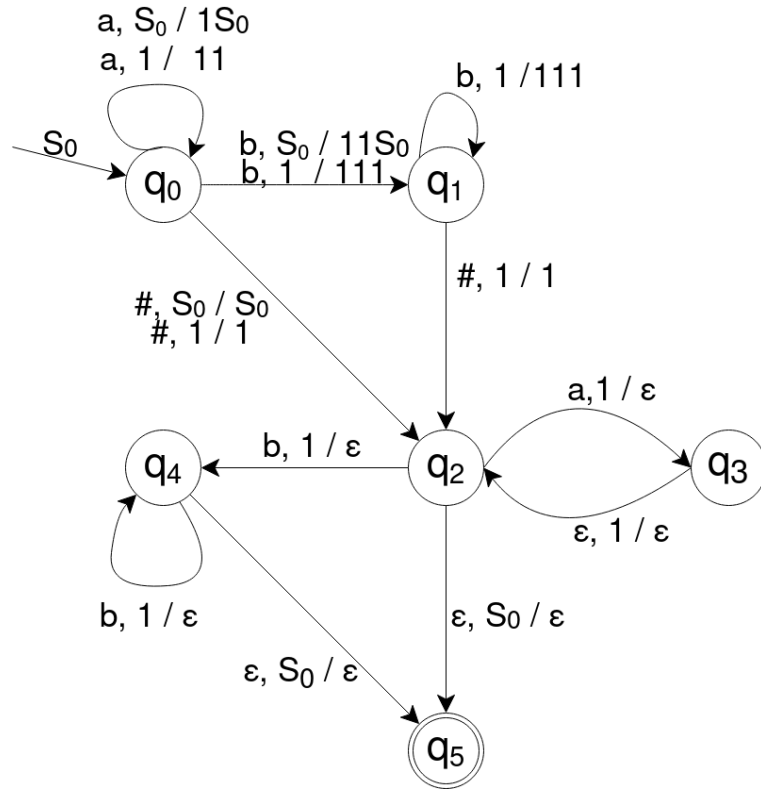 a, S₀ / 1S₀
a, 1 / 11
b, 1 /111
S₀
b, S₀ / 11S₀
b, 1 / 111
q₀
q₁
#, 1 / 1
#, S₀ / S₀
#, 1 / 1
a,1 / ε
b, 1 / ε
q₄
q₂
q₃
ε, 1 / ε
b, 1 / ε
ε, S₀ / ε
ε, S₀ / ε
q₅